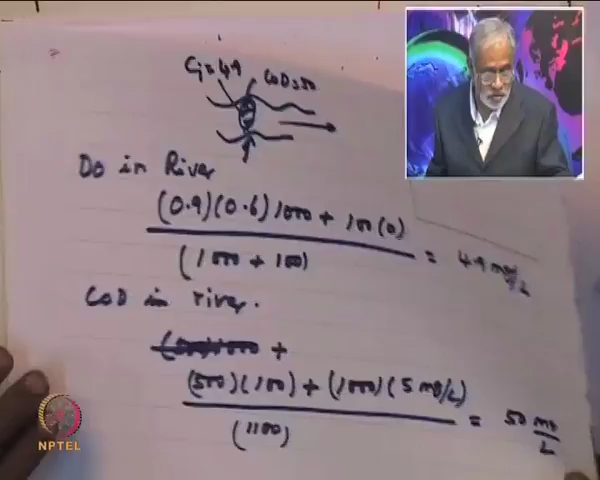 Ci = 4.9 COD = 50
DO in River
(0.9)(0.6)1000 + 100(0)
(1000 + 100)
= 4.9 mg/L
COD in river.
+
(500)(100) + (1000)(5 mg/L)
(1100)
= 50 mg/L
NPTEL